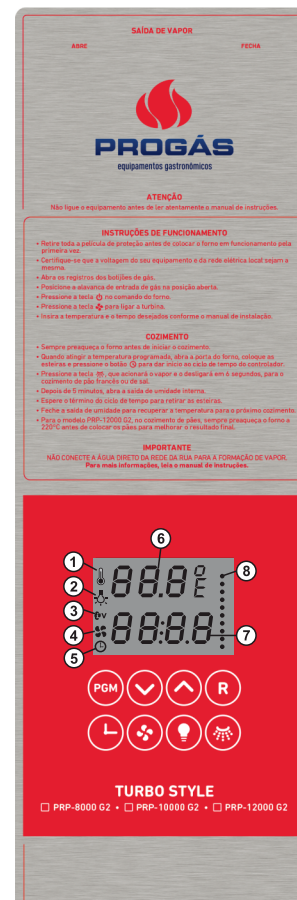 SAÍDA DE VAPOR
ABRE FECHA
PROGÁS
equipamentos gastronômicos
ATENÇÃO
Não ligue o equipamento antes de ler atentamente o manual de instruções.
INSTRUÇÕES DE FUNCIONAMENTO
• Retire toda a película de proteção antes de colocar o forno em funcionamento pela
primeira vez.
• Certifique-se que a voltagem do seu equipamento e da rede elétrica local sejam a
mesma.
• Abra os registros dos botijões de gás.
• Posicione a alavanca de entrada de gás na posição aberta.
• Pressione a tecla no comando do forno.
• Pressione a tecla para ligar a turbina.
• Insira a temperatura e o tempo desejados conforme o manual de instalação.
COZIMENTO
• Sempre preaqueça o forno antes de iniciar o cozimento.
• Quando atingir a temperatura programada, abra a porta do forno, coloque as
esteiras e pressione o botão para dar início ao ciclo de tempo do controlador.
• Pressione a tecla , que acionará o vapor e o desligará em 6 segundos, para o
cozimento de pão francês ou de sal.
• Depois de 5 minutos, abra a saída de umidade interna.
• Espere o término do ciclo de tempo para retirar as esteiras.
• Feche a saída de umidade para recuperar a temperatura para o próximo cozimento.
• Para o modelo PRP-12000 G2, no cozimento de pães, sempre preaqueça o forno a
220°C antes de colocar os pães para melhorar o resultado final.
IMPORTANTE
NÃO CONECTE A ÁGUA DIRETO DA REDE DA RUA PARA A FORMAÇÃO DE VAPOR.
Para mais informações, leia o manual de instruções.
6
1 88.8 8
2
3 V
4 88:8.8 7
5
PGM R
TURBO STYLE
PRP-8000 G2 • PRP-10000 G2 • PRP-12000 G2